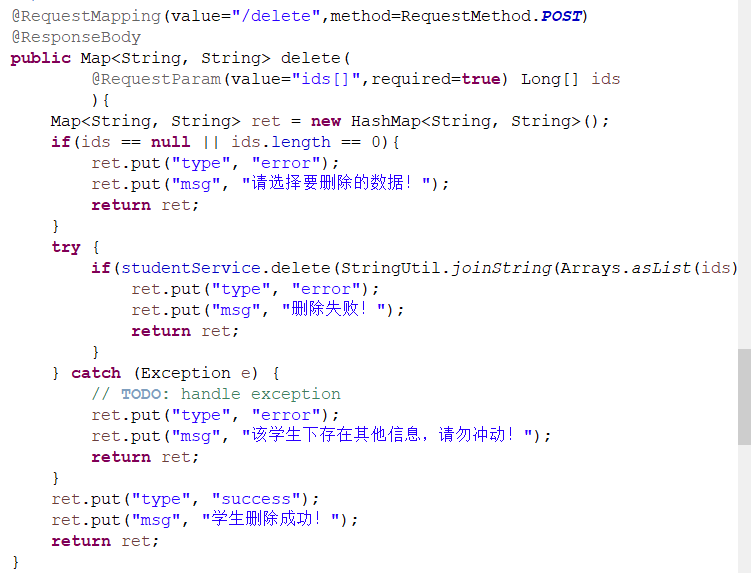 @RequestMapping(value="/delete",method=RequestMethod.POST)
@ResponseBody
public Map<String, String> delete(
        @RequestParam(value="ids[]",required=true) Long[] ids
        ){
    Map<String, String> ret = new HashMap<String, String>();
    if(ids == null || ids.length == 0){
        ret.put("type", "error");
        ret.put("msg", "请选择要删除的数据！");
        return ret;
    }
    try {
        if(studentService.delete(StringUtil.joinString(Arrays.asList(ids)
            ret.put("type", "error");
            ret.put("msg", "删除失败！");
            return ret;
        }
    } catch (Exception e) {
        // TODO: handle exception
        ret.put("type", "error");
        ret.put("msg", "该学生下存在其他信息，请勿冲动！");
        return ret;
    }
    ret.put("type", "success");
    ret.put("msg", "学生删除成功！");
    return ret;
}